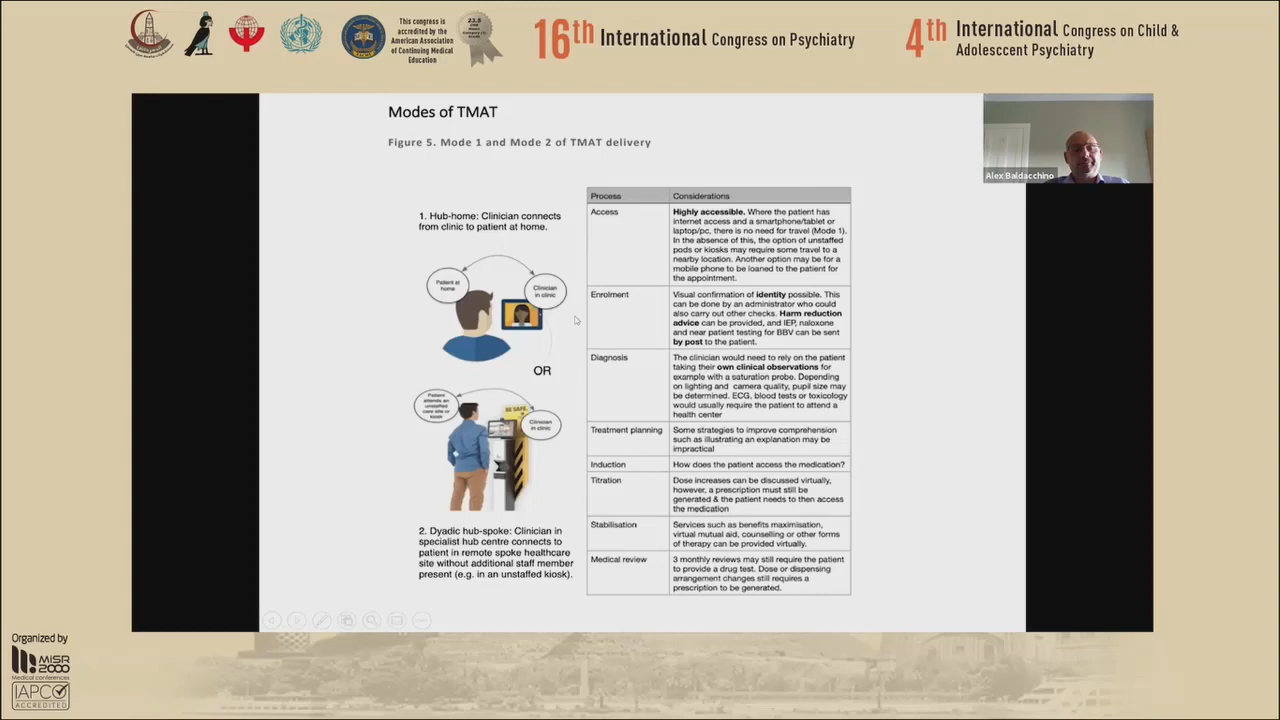 This congress is
accredited by the
American Association
of Continuing Medical
Education
23.5
16th International Congress on Psychiatry
4th International Congress on Child &
Adolesccent Psychiatry
Modes of TMAT
Figure 5. Mode 1 and Mode 2 of TMAT delivery
Alex Baldacchino
1. Hub-home: Clinician connects
from clinic to patient at home.
Patient at
home
Clinician
in clinic
OR
Patient
attends an
unstaffed
care site or
kiosk
BE SAFE
Clinician
in clinic
2. Dyadic hub-spoke: Clinician in
specialist hub centre connects to
patient in remote spoke healthcare
site without additional staff member
present (e.g. in an unstaffed kiosk).
Process Considerations
Access Highly accessible. Where the patient has
internet access and a smartphone/tablet or
laptop/pc, there is no need for travel (Mode 1).
In the absence of this, the option of unstaffed
pods or kiosks may require some travel to a
nearby location. Another option may be for a
mobile phone to be loaned to the patient for
the appointment.
Enrolment Visual confirmation of identity possible. This
can be done by an administrator who could
also carry out other checks. Harm reduction
advice can be provided, and IEP, naloxone
and near patient testing for BBV can be sent
by post to the patient.
Diagnosis The clinician would need to rely on the patient
taking their own clinical observations for
example with a saturation probe. Depending
on lighting and camera quality, pupil size may
be determined. ECG, blood tests or toxicology
would usually require the patient to attend a
health center
Treatment planning Some strategies to improve comprehension
such as illustrating an explanation may be
impractical
Induction How does the patient access the medication?
Titration Dose increases can be discussed virtually,
however, a prescription must still be
generated & the patient needs to then access
the medication
Stabilisation Services such as benefits maximisation,
virtual mutual aid, counselling or other forms
of therapy can be provided virtually.
Medical review 3 monthly reviews may still require the patient
to provide a drug test. Dose or dispensing
arrangement changes still requires a
prescription to be generated.
Organized by
MISR
2000
Medical conferences
IAPCO
ACCREDITED